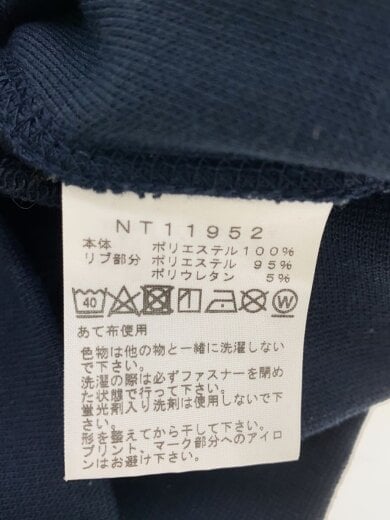 NT11952
本体 ポリエステル100%
リブ部分 ポリエステル 95%
ポリウレタン 5%
40 W
あて布使用
色物は他の物と一緒に洗濯しない
で下さい。
洗濯の際は必ずファスナーを閉め
た状態で行って下さい。
蛍光剤入り洗剤は使用しないで下
さい。
形を整えてから干して下さい。
プリント、マーク部分へのアイロ
ンはお避け下さい。